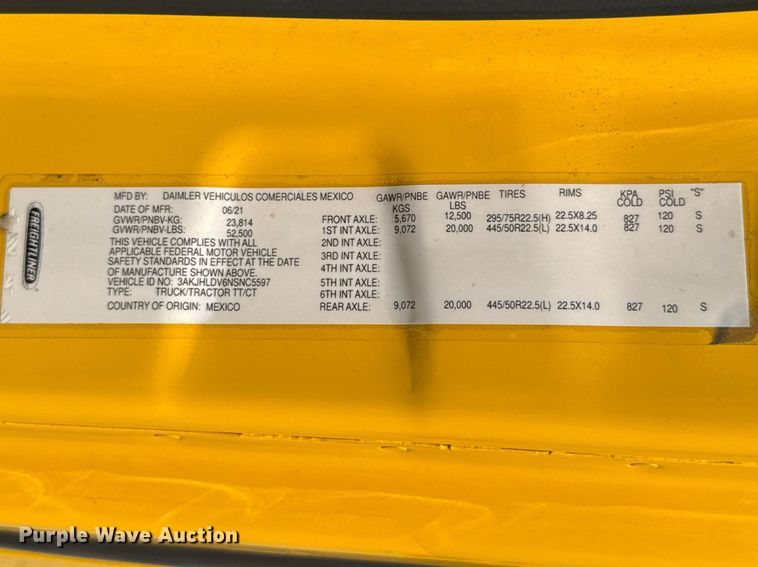 FREIGHTLINER
MFD BY: DAIMLER VEHICULOS COMERCIALES MEXICO
DATE OF MFR: 06/21
GVWR/PNBV-KG: 23,814
GVWR/PNBV-LBS: 52,500
THIS VEHICLE COMPLIES WITH ALL
APPLICABLE FEDERAL MOTOR VEHICLE
SAFETY STANDARDS IN EFFECT AT THE DATE
OF MANUFACTURE SHOWN ABOVE.
VEHICLE ID NO: 3AKJHLDV6NSNC5597
TYPE: TRUCK/TRACTOR TT/CT
COUNTRY OF ORIGIN: MEXICO
GAWR/PNBE KGS GAWR/PNBE LBS TIRES RIMS KPA COLD PSI COLD "S"
FRONT AXLE: 5,670 12,500 295/75R22.5(H) 22.5X8.25 827 120 S
1ST INT AXLE: 9,072 20,000 445/50R22.5(L) 22.5X14.0 827 120 S
2ND INT AXLE:
3RD INT AXLE:
4TH INT AXLE:
5TH INT AXLE:
6TH INT AXLE:
REAR AXLE: 9,072 20,000 445/50R22.5(L) 22.5X14.0 827 120 S
Purple Wave Auction